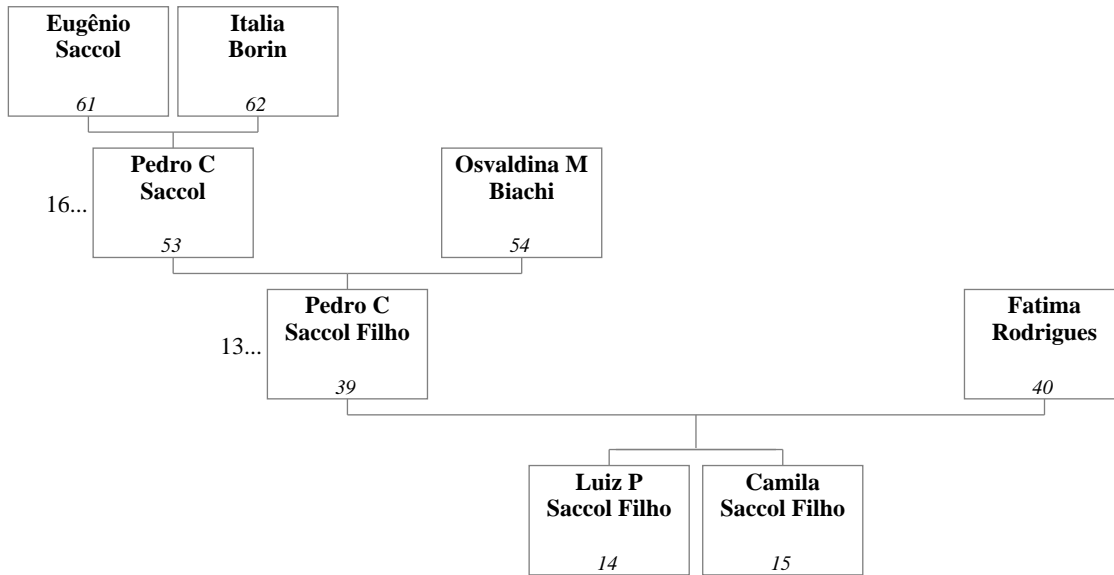 Eugênio
Saccol
61
Italia
Borin
62
16...
Pedro C
Saccol
53
Osvaldina M
Biachi
54
13...
Pedro C
Saccol Filho
39
Fatima
Rodrigues
40
Luiz P
Saccol Filho
14
Camila
Saccol Filho
15